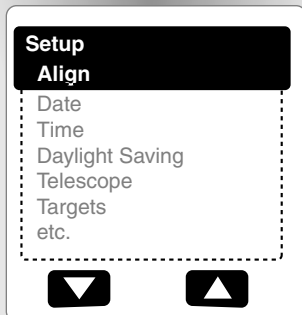 Setup
Align
Date
Time
Daylight Saving
Telescope
Targets
etc.